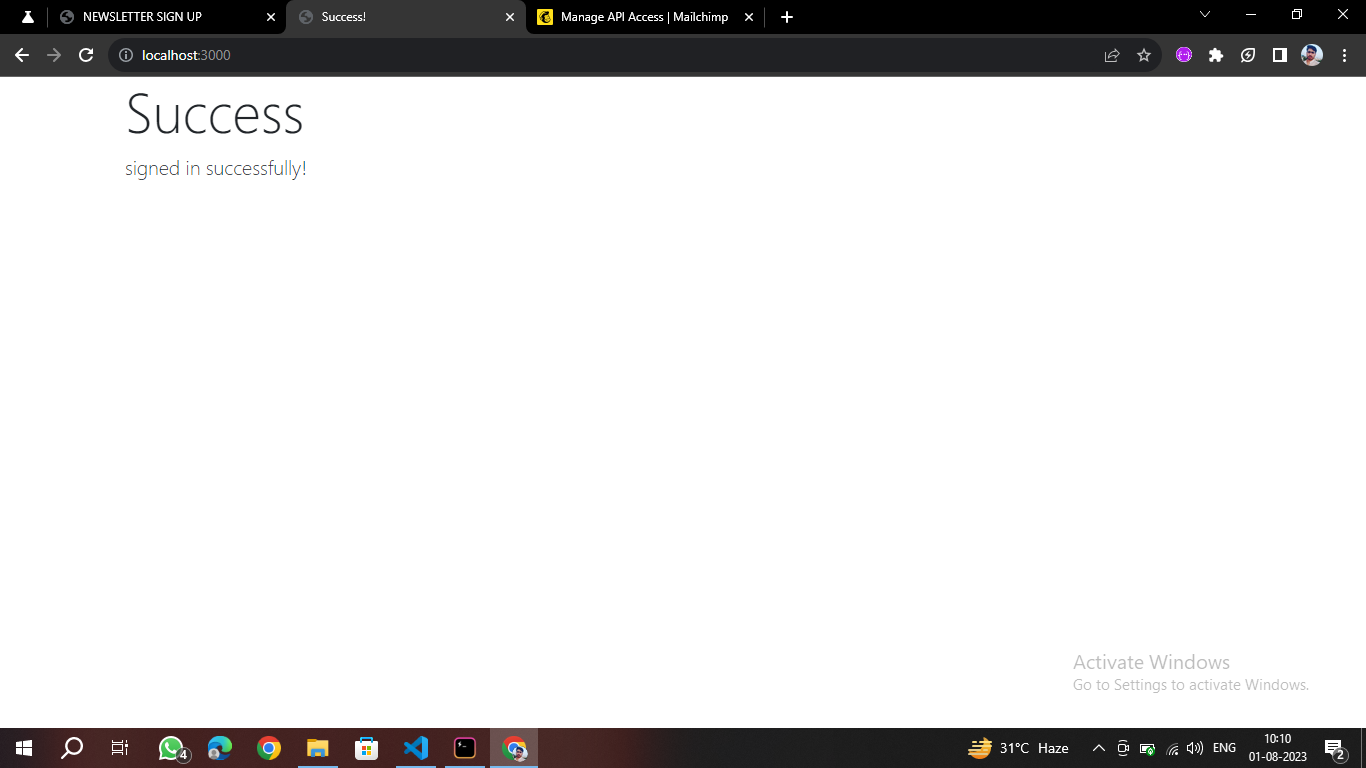 NEWSLETTER SIGN UP
Success!
Manage API Access | Mailchimp
localhost:3000
Success
signed in successfully!
Activate Windows
Go to Settings to activate Windows.
4
31°C Haze
ENG
10:10
01-08-2023
2